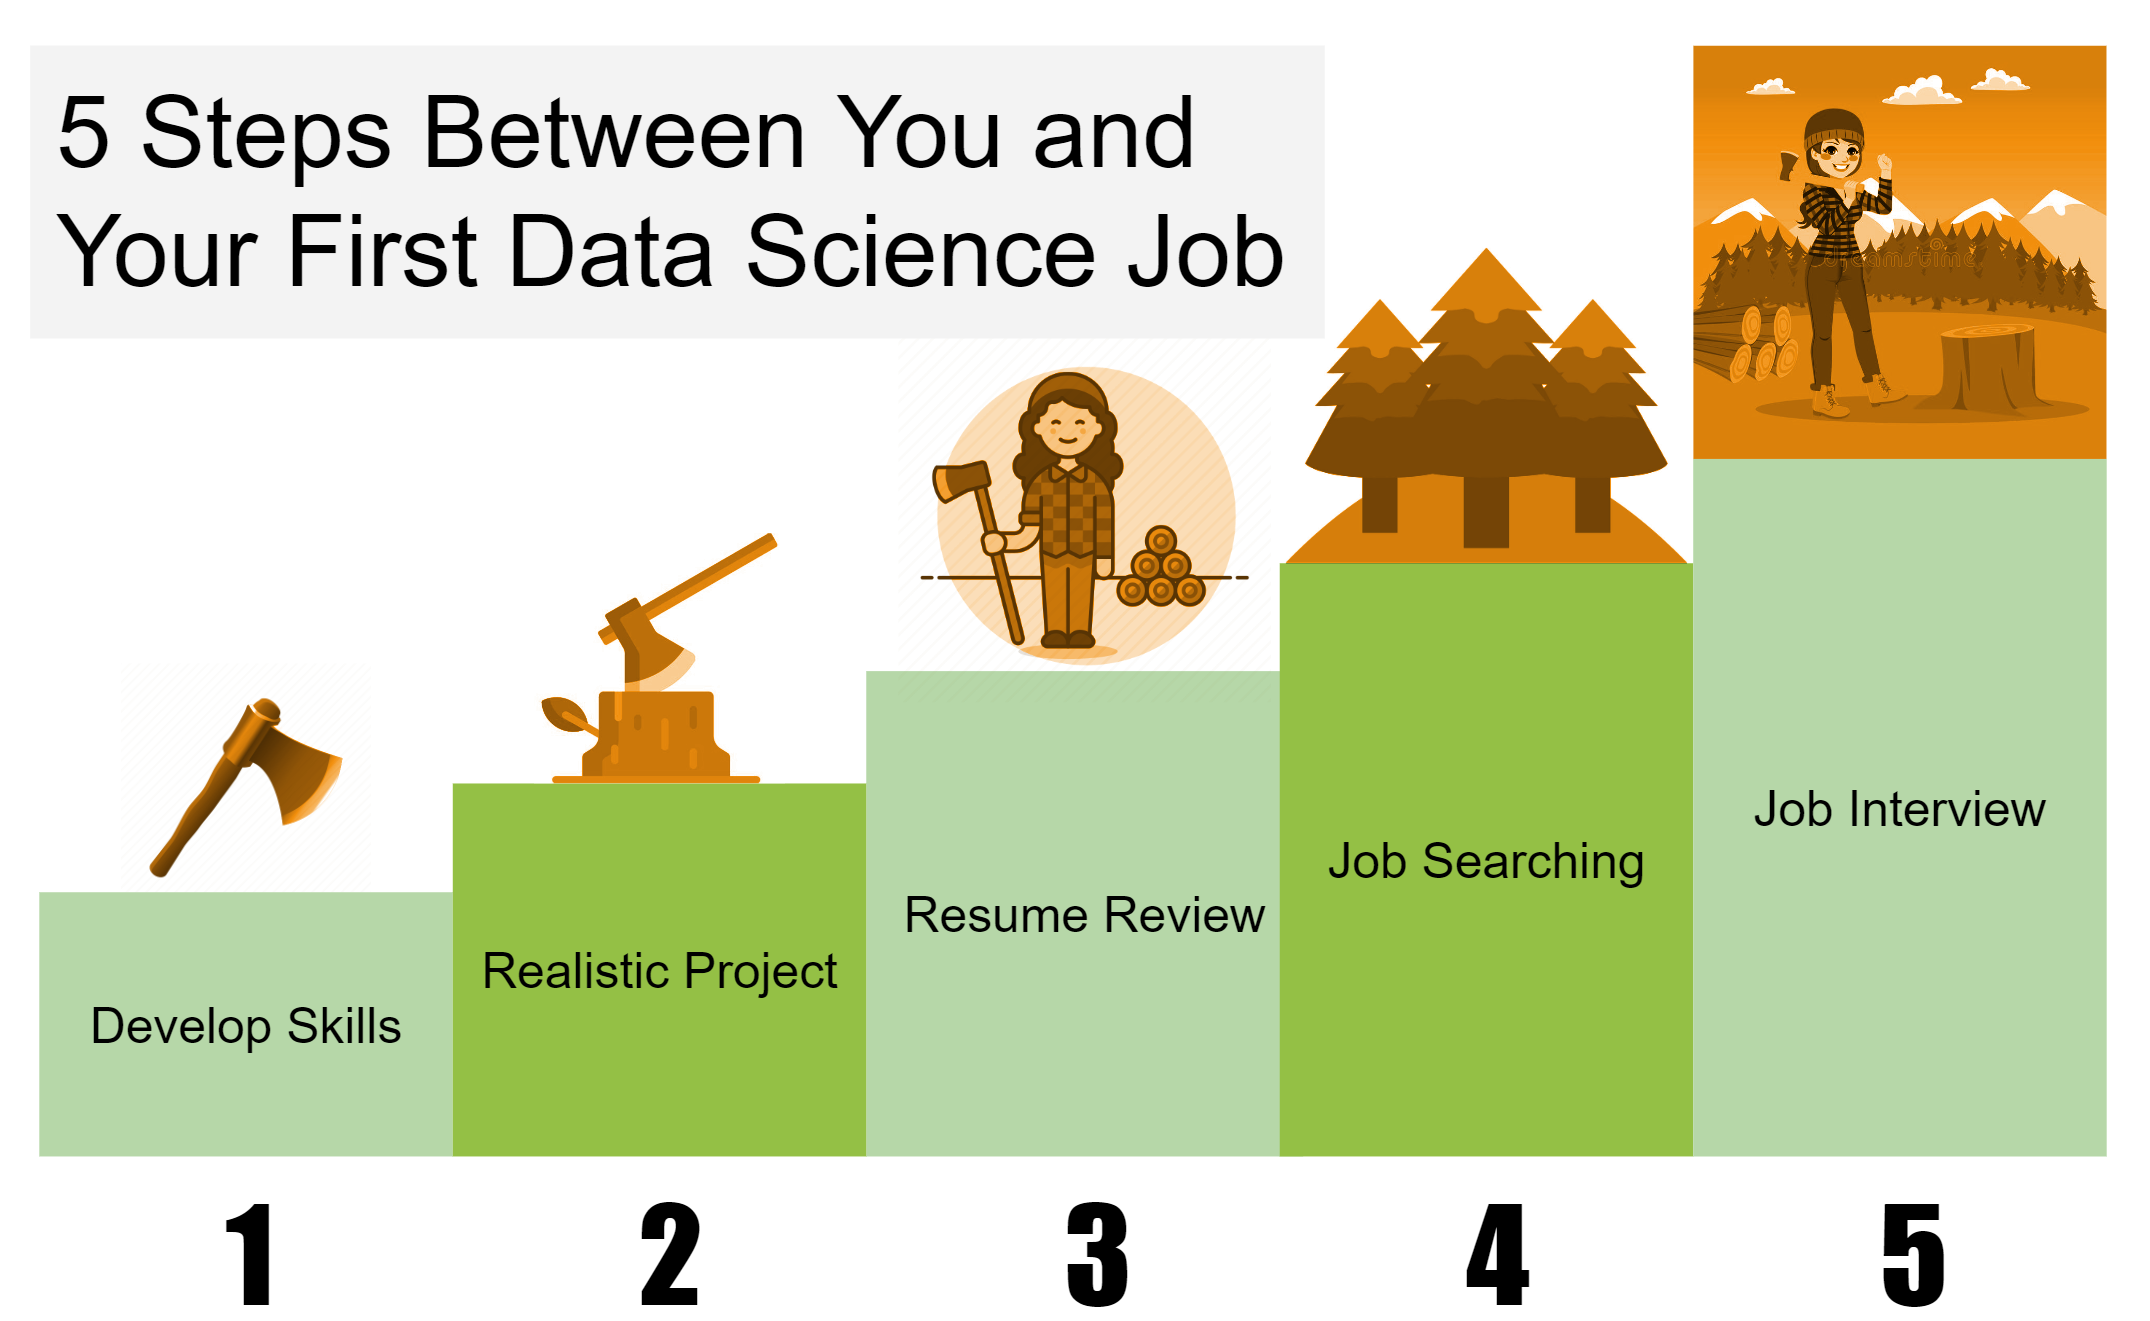 5 Steps Between You and
Your First Data Science Job
dreamstime
Job Interview
Job Searching
Resume Review
Realistic Project
Develop Skills
1 2 3 4 5